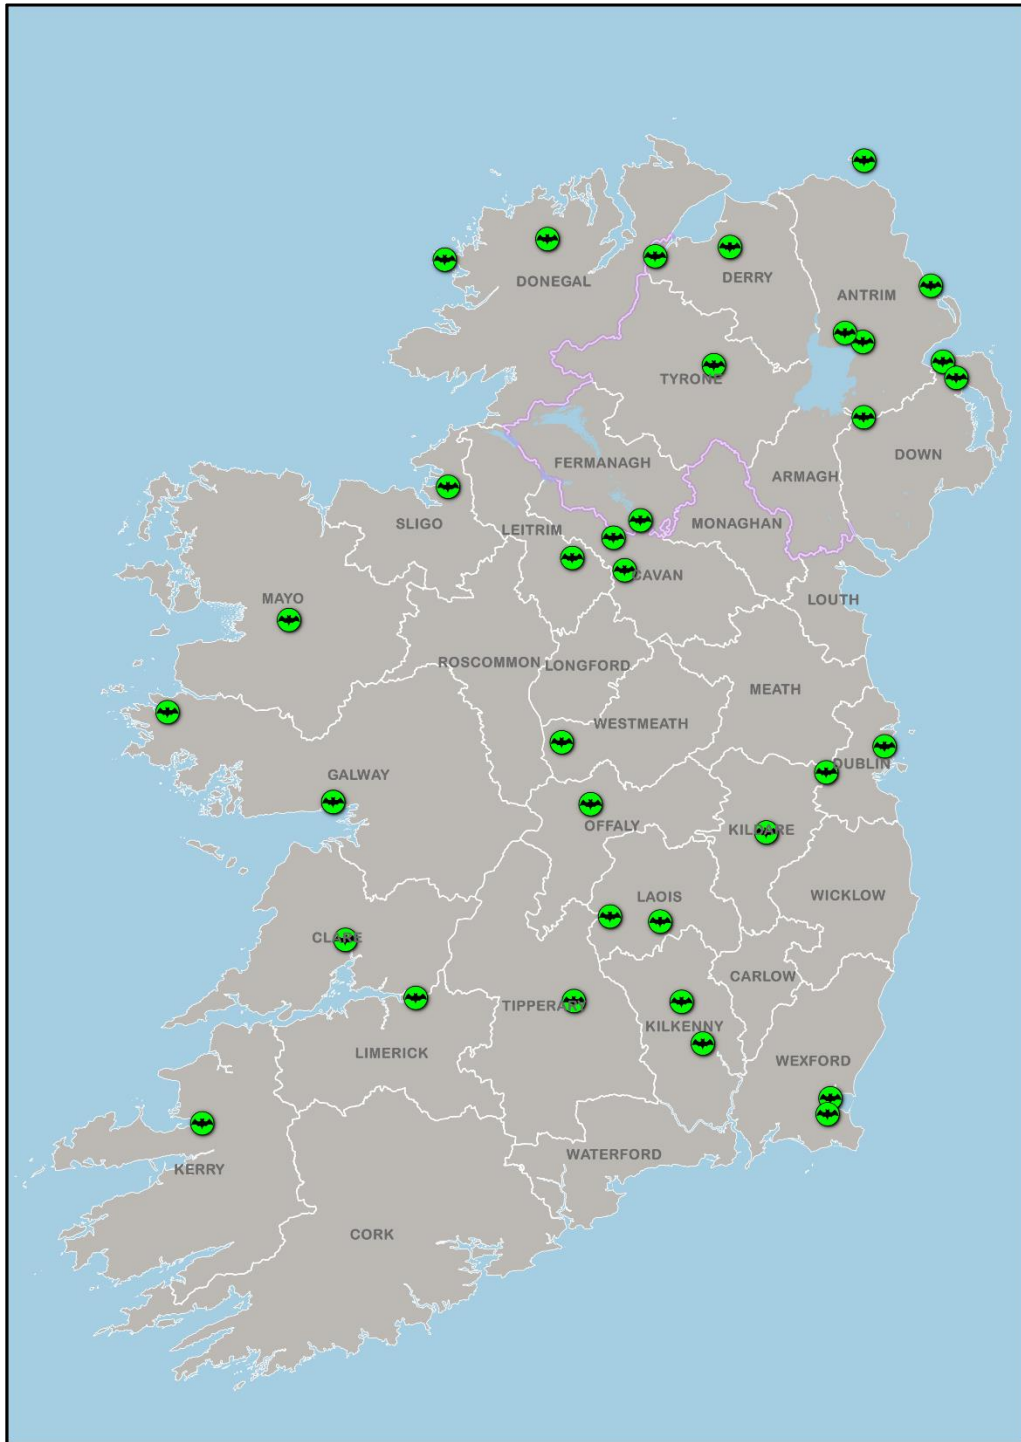 DONEGAL
DERRY
ANTRIM
TYRONE
FERMANAGH
ARMAGH
DOWN
SLIGO
LEITRIM
MONAGHAN
CAVAN
MAYO
LOUTH
ROSCOMMON
LONGFORD
MEATH
WESTMEATH
GALWAY
DUBLIN
OFFALY
KILDARE
LAOIS
WICKLOW
CLARE
CARLOW
TIPPERARY
KILKENNY
LIMERICK
WEXFORD
WATERFORD
KERRY
CORK